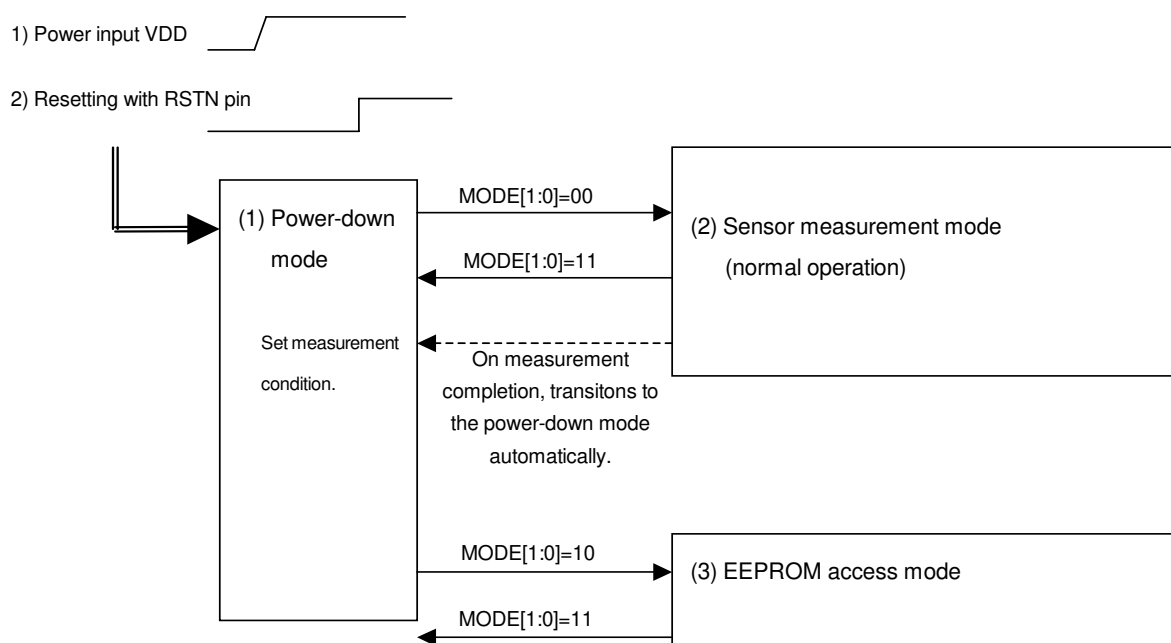 1) Power input VDD
2) Resetting with RSTN pin
(1) Power-down
mode
Set measurement
condition.
MODE[1:0]=00
MODE[1:0]=11
On measurement
completion, transitons to
the power-down mode
automatically.
(2) Sensor measurement mode
(normal operation)
MODE[1:0]=10
MODE[1:0]=11
(3) EEPROM access mode